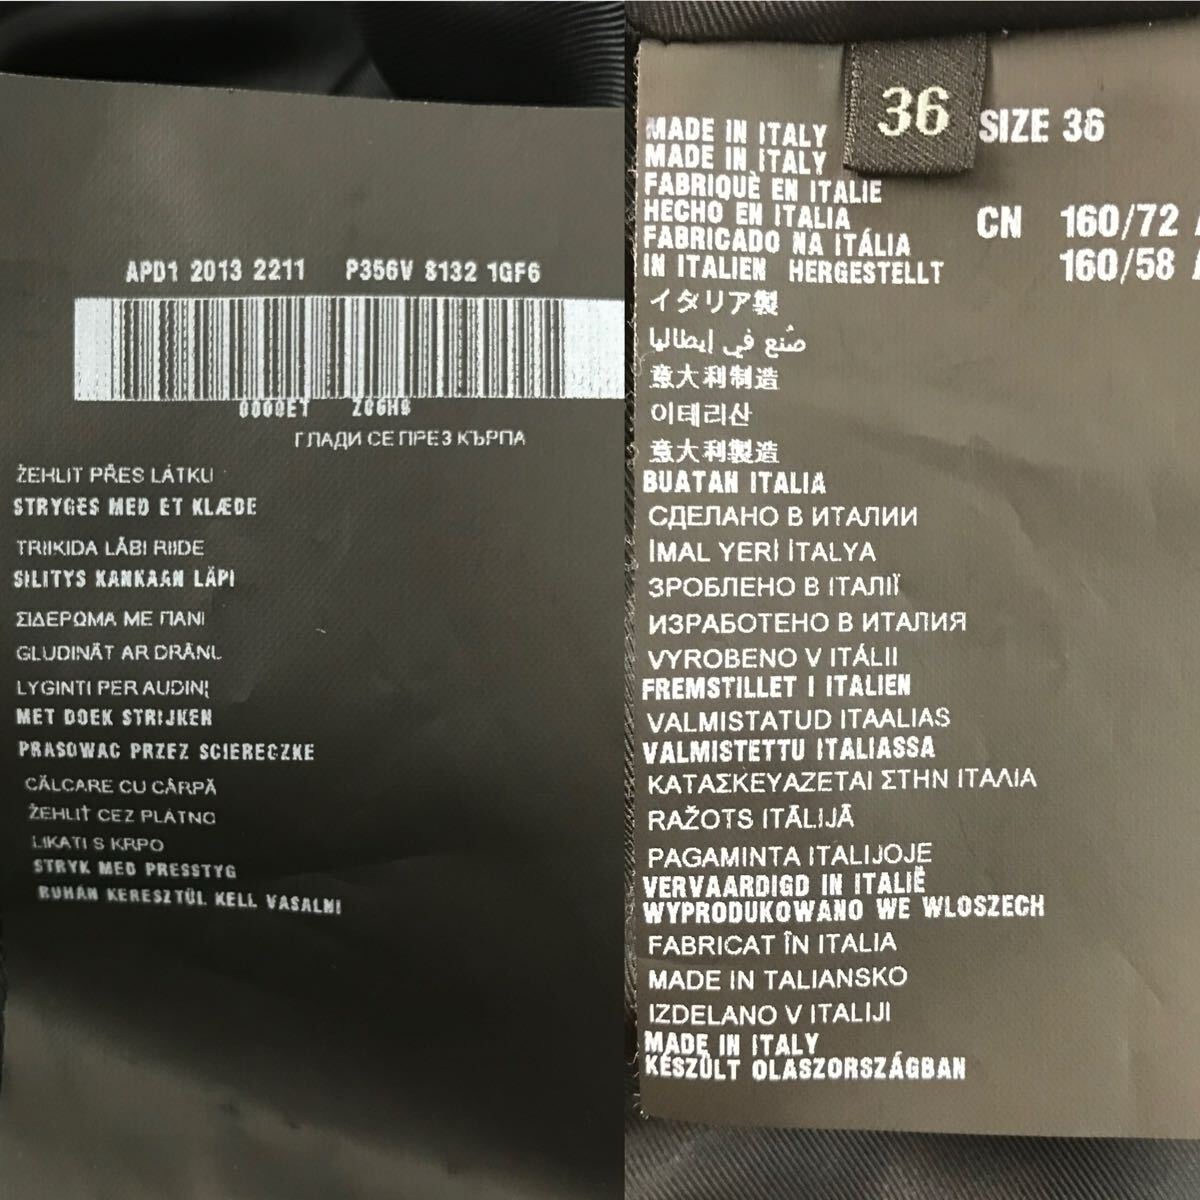 APD1 2013 2211 P356V 8132 1GF6
0000ET Z06H8
ГЛАДИ СЕ ПРЕЗ КЪРПА
ŽEHLIT PŘES LÁTKU
STRYGES MED ET KLÆDE
TRIIKIDA LÄBI RIIDE
SILITYS KANKAAN LÄPI
ΣΙΔΕΡΩΜΑ ΜΕ ΠΑΝΙ
GLUDINĀT AR DRĀNU
LYGINTI PER AUDINĮ
MET DOEK STRIJKEN
PRASOWAC PRZEZ SCIERECZKE
CĂLCARE CU CÂRPĂ
ŽEHLIŤ CEZ PLÁTNO
LIKATI S KRPO
STRYK MED PRESSTYG
RUHÁN KERESZTÜL KELL VASALNI
36
SIZE 36
CN 160/72 A
160/58 A
MADE IN ITALY
MADE IN ITALY
FABRIQUÈ EN ITALIE
HECHO EN ITALIA
FABRICADO NA ITÁLIA
IN ITALIEN HERGESTELLT
イタリア製
صنع في إيطاليا
意大利制造
이테리산
意大利製造
BUATAN ITALIA
СДЕЛАНО В ИТАЛИИ
İMAL YERİ İTALYA
ЗРОБЛЕНО В ІТАЛІЇ
ИЗРАБОТЕНО В ИТАЛИЯ
VYROBENO V ITÁLII
FREMSTILLET I ITALIEN
VALMISTATUD ITAALIAS
VALMISTETTU ITALIASSA
ΚΑΤΑΣΚΕΥΑΖΕΤΑΙ ΣΤΗΝ ΙΤΑΛΙΑ
RAŽOTS ITĀLIJĀ
PAGAMINTA ITALIJOJE
VERVAARDIGD IN ITALIË
WYPRODUKOWANO WE WLOSZECH
FABRICAT ÎN ITALIA
MADE IN TALIANSKO
IZDELANO V ITALIJI
MADE IN ITALY
KÉSZÜLT OLASZORSZÁGBAN